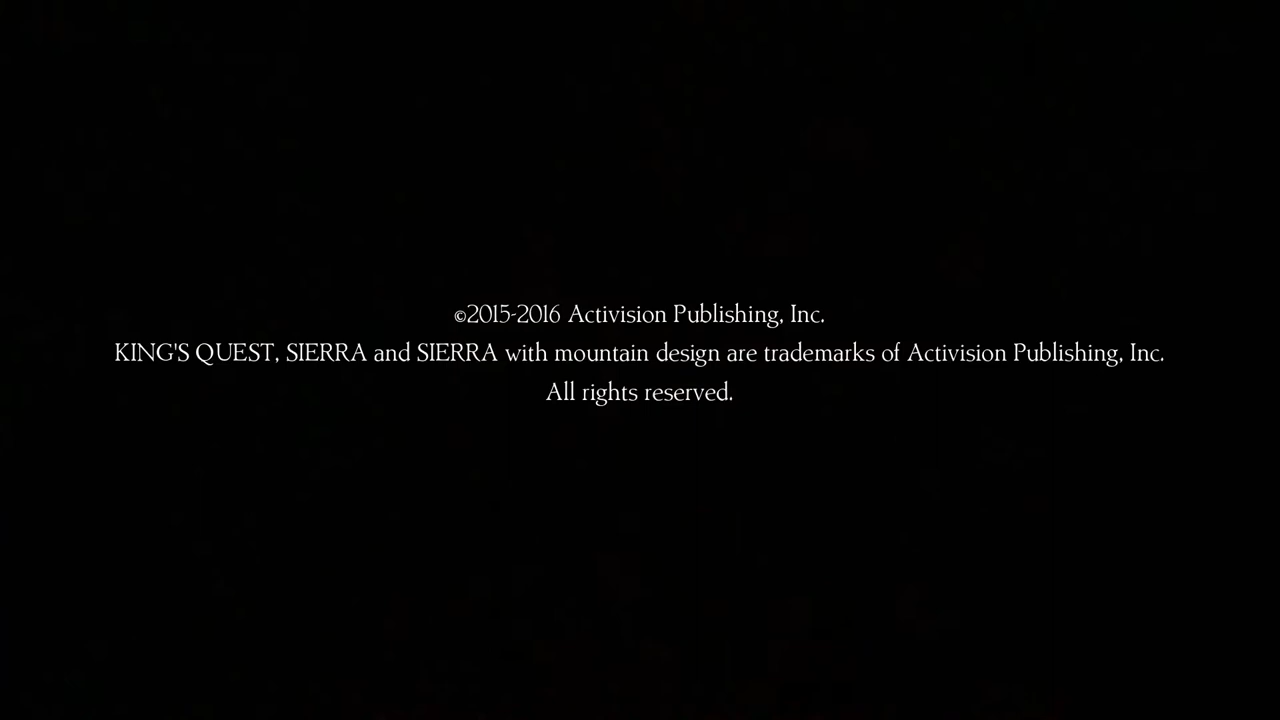 ©2015-2016 Activision Publishing, Inc.
KING'S QUEST, SIERRA and SIERRA with mountain design are trademarks of Activision Publishing, Inc.
All rights reserved.